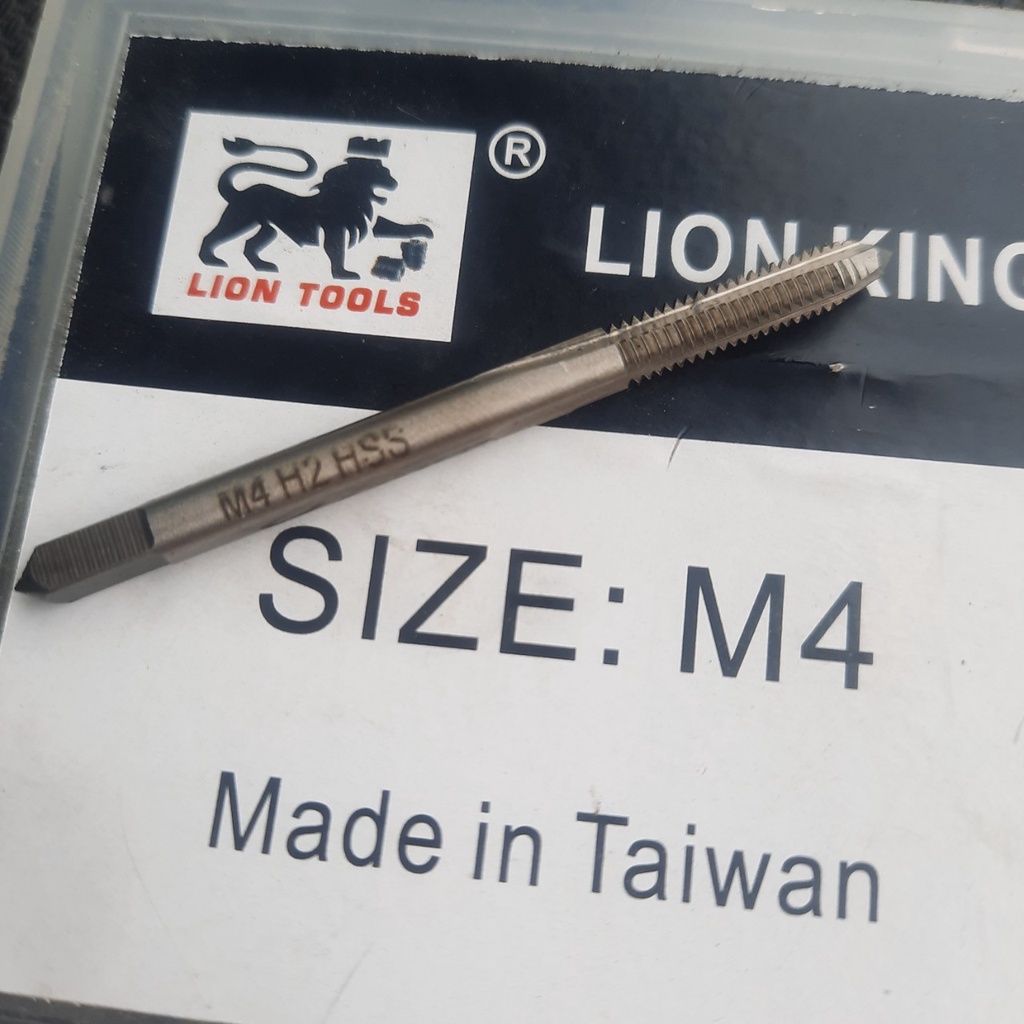 ®
LION KING
LION TOOLS
M4 H2 HSS
SIZE: M4
Made in Taiwan